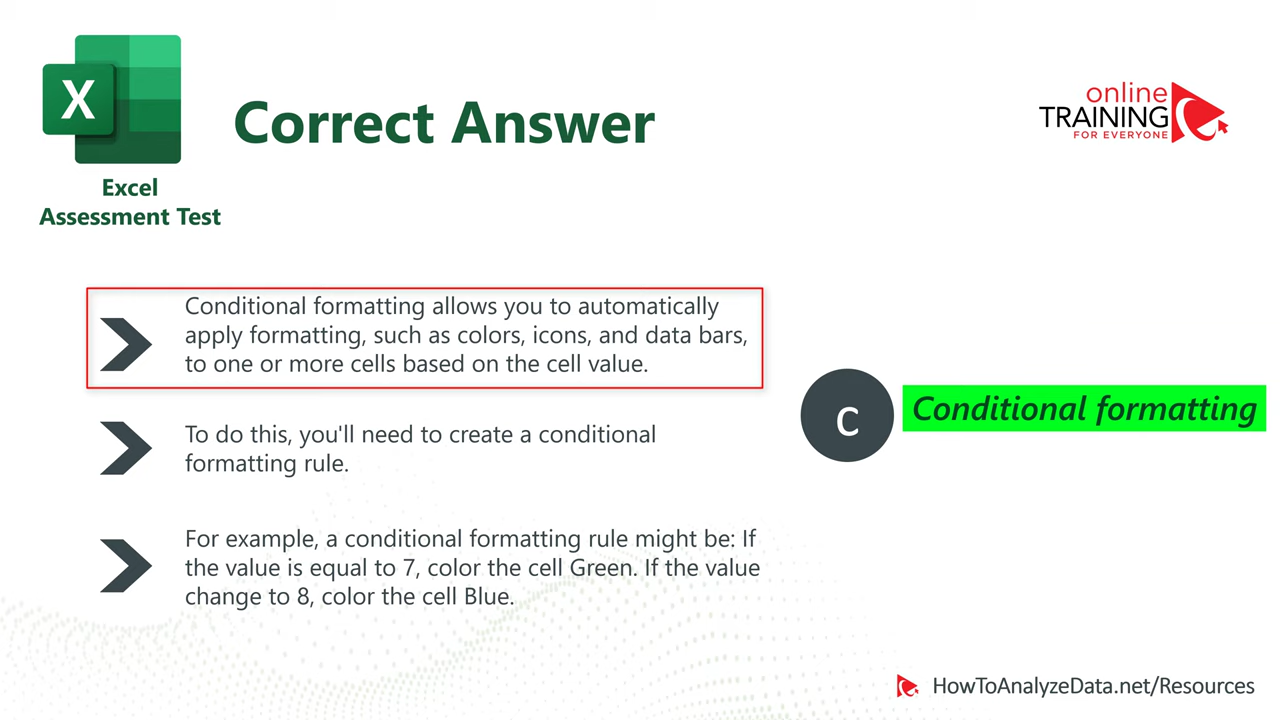 X
Excel
Assessment Test
Correct Answer
online
TRAINING
FOR EVERYONE
Conditional formatting allows you to automatically
apply formatting, such as colors, icons, and data bars,
to one or more cells based on the cell value.
To do this, you'll need to create a conditional
formatting rule.
For example, a conditional formatting rule might be: If
the value is equal to 7, color the cell Green. If the value
change to 8, color the cell Blue.
C
Conditional formatting
HowToAnalyzeData.net/Resources